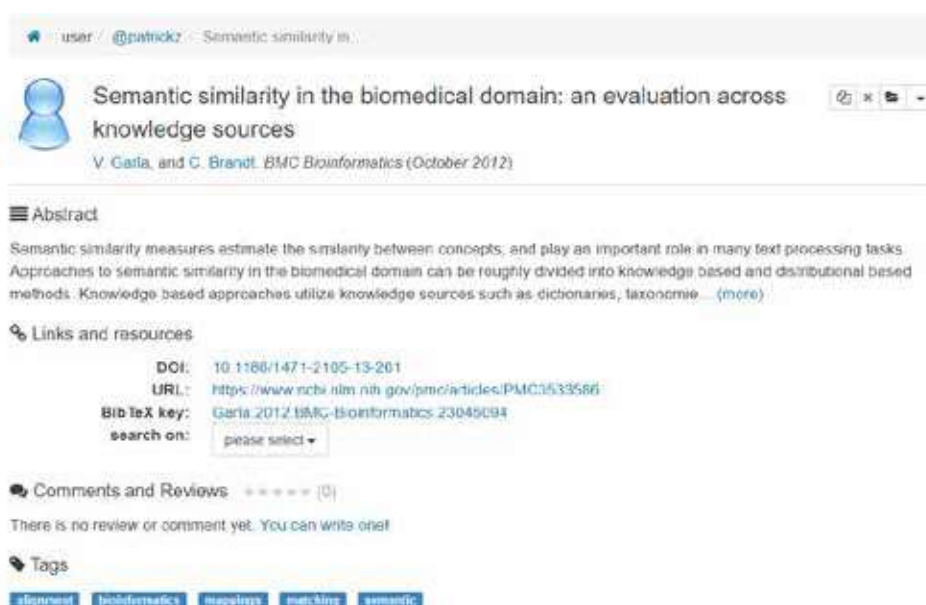 user / @patrickz / Semantic similarity in...
Semantic similarity in the biomedical domain: an evaluation across
knowledge sources
V. Garla, and C. Brandt. BMC Bioinformatics (October 2012)
Abstract
Semantic similarity measures estimate the similarity between concepts, and play an important role in many text processing tasks.
Approaches to semantic similarity in the biomedical domain can be roughly divided into knowledge based and distributional based
methods. Knowledge based approaches utilize knowledge sources such as dictionaries, taxonomie... (more)
Links and resources
DOI: 10.1186/1471-2105-13-261
URL: https://www.ncbi.nlm.nih.gov/pmc/articles/PMC3533586
BibTeX key: Garla.2012.BMC-Bioinformatics.23046094
search on: please select
Comments and Reviews (0)
There is no review or comment yet. You can write one!
Tags
alignment bioinformatics mappings matching semantic